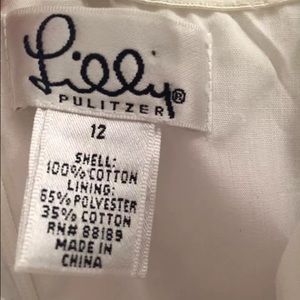 Lilly®
PULITZER
12
SHELL:
100% COTTON
LINING:
65% POLYESTER
35% COTTON
RN# 88189
MADE IN
CHINA